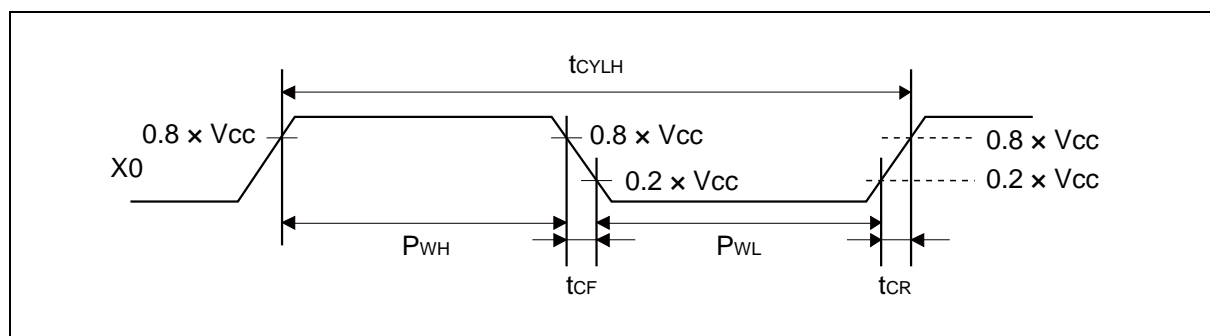 tCYLH
0.8 × Vcc
0.8 × Vcc
0.8 × Vcc
X0
0.2 × Vcc
0.2 × Vcc
PWH
PWL
tCF
tCR